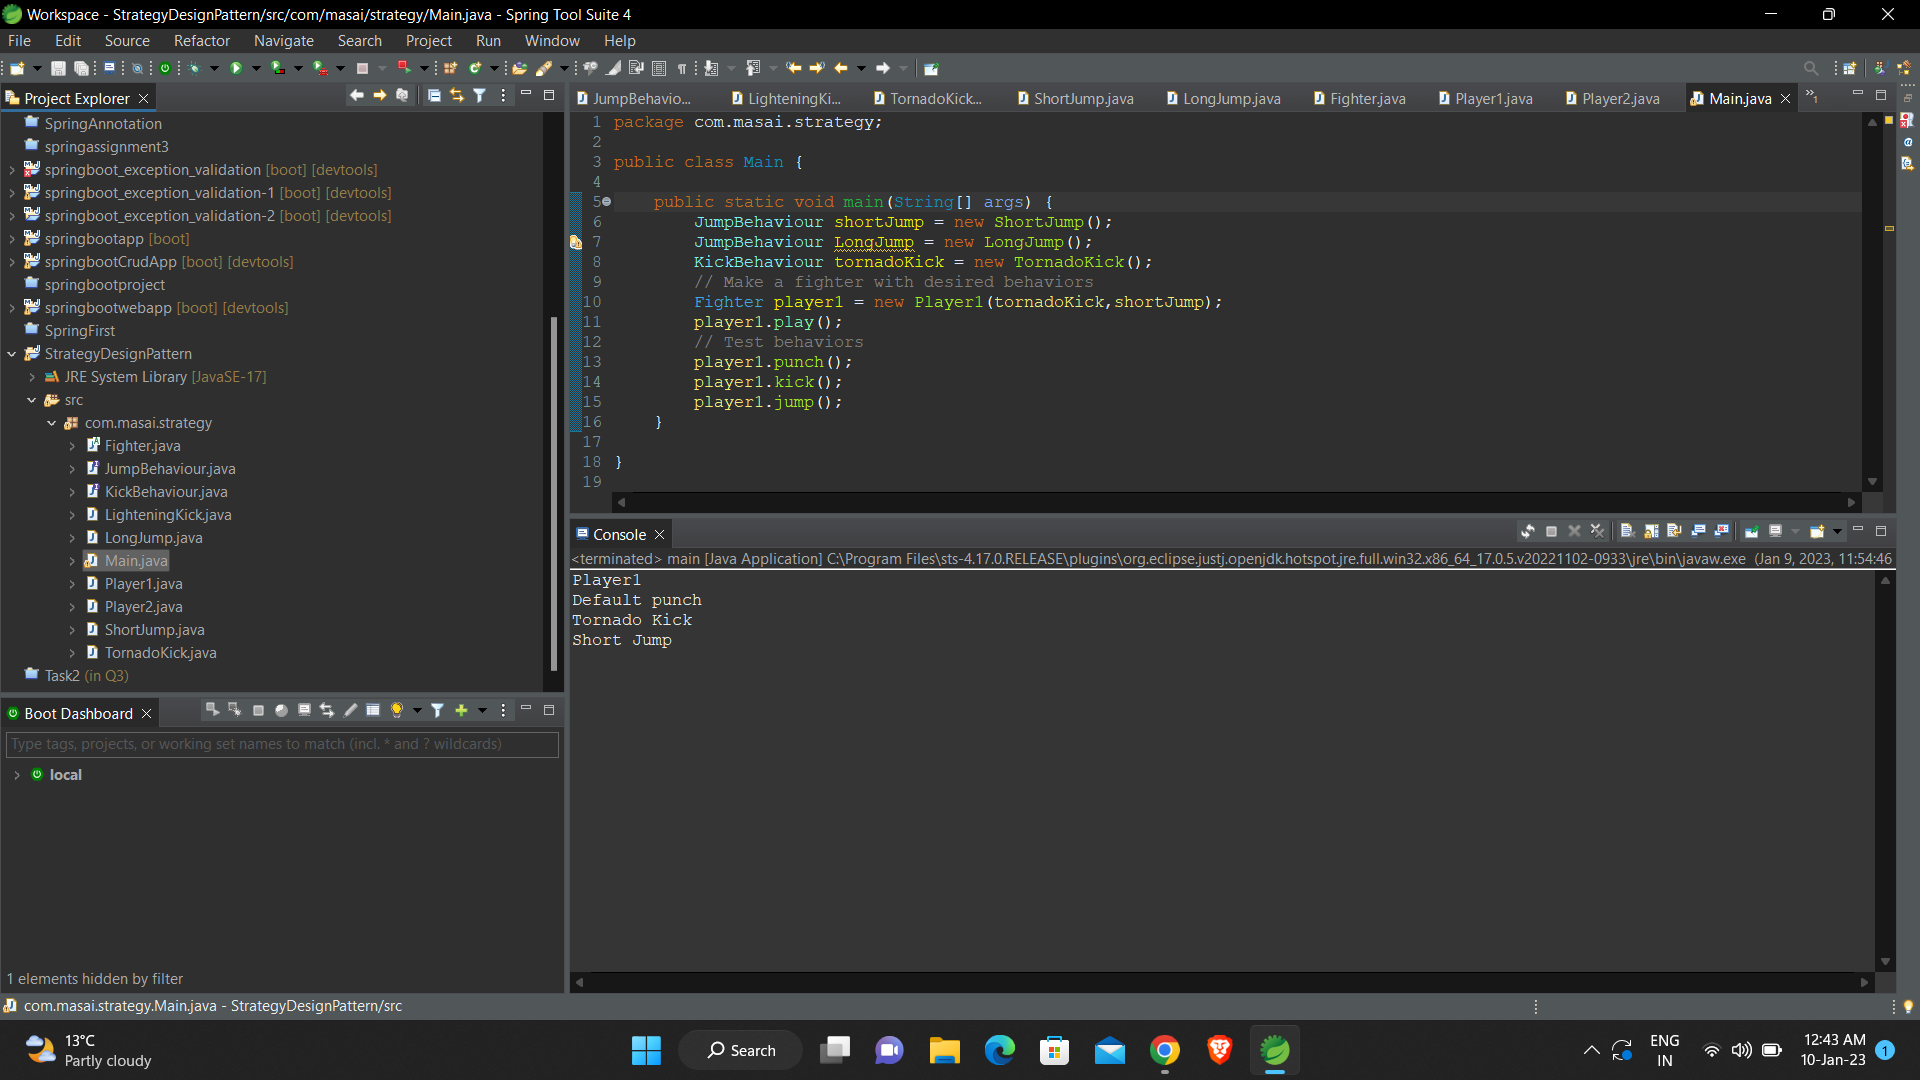 Workspace - StrategyDesignPattern/src/com/masai/strategy/Main.java - Spring Tool Suite 4
File Edit Source Refactor Navigate Search Project Run Window Help
Project Explorer
SpringAnnotation
springassignment3
springboot_exception_validation [boot] [devtools]
springboot_exception_validation-1 [boot] [devtools]
springboot_exception_validation-2 [boot] [devtools]
springbootapp [boot]
springbootCrudApp [boot] [devtools]
springbootproject
springbootwebapp [boot] [devtools]
SpringFirst
StrategyDesignPattern
JRE System Library [JavaSE-17]
src
com.masai.strategy
Fighter.java
JumpBehaviour.java
KickBehaviour.java
LighteningKick.java
LongJump.java
Main.java
Player1.java
Player2.java
ShortJump.java
TornadoKick.java
Task2 (in Q3)
Boot Dashboard
Type tags, projects, or working set names to match (incl. * and ? wildcards)
local
1 elements hidden by filter
JumpBehavio... LighteningKi... TornadoKick... ShortJump.java LongJump.java Fighter.java Player1.java Player2.java Main.java »1
1 package com.masai.strategy;
2
3 public class Main {
4
5 public static void main(String[] args) {
6 JumpBehaviour shortJump = new ShortJump();
7 JumpBehaviour LongJump = new LongJump();
8 KickBehaviour tornadoKick = new TornadoKick();
9 // Make a fighter with desired behaviors
10 Fighter player1 = new Player1(tornadoKick,shortJump);
11 player1.play();
12 // Test behaviors
13 player1.punch();
14 player1.kick();
15 player1.jump();
16 }
17
18 }
19
Console
<terminated> main [Java Application] C:\Program Files\sts-4.17.0.RELEASE\plugins\org.eclipse.justj.openjdk.hotspot.jre.full.win32.x86_64_17.0.5.v20221102-0933\jre\bin\javaw.exe (Jan 9, 2023, 11:54:46
Player1
Default punch
Tornado Kick
Short Jump
com.masai.strategy.Main.java - StrategyDesignPattern/src
13°C
Partly cloudy
Search
ENG
IN
12:43 AM
10-Jan-23
1